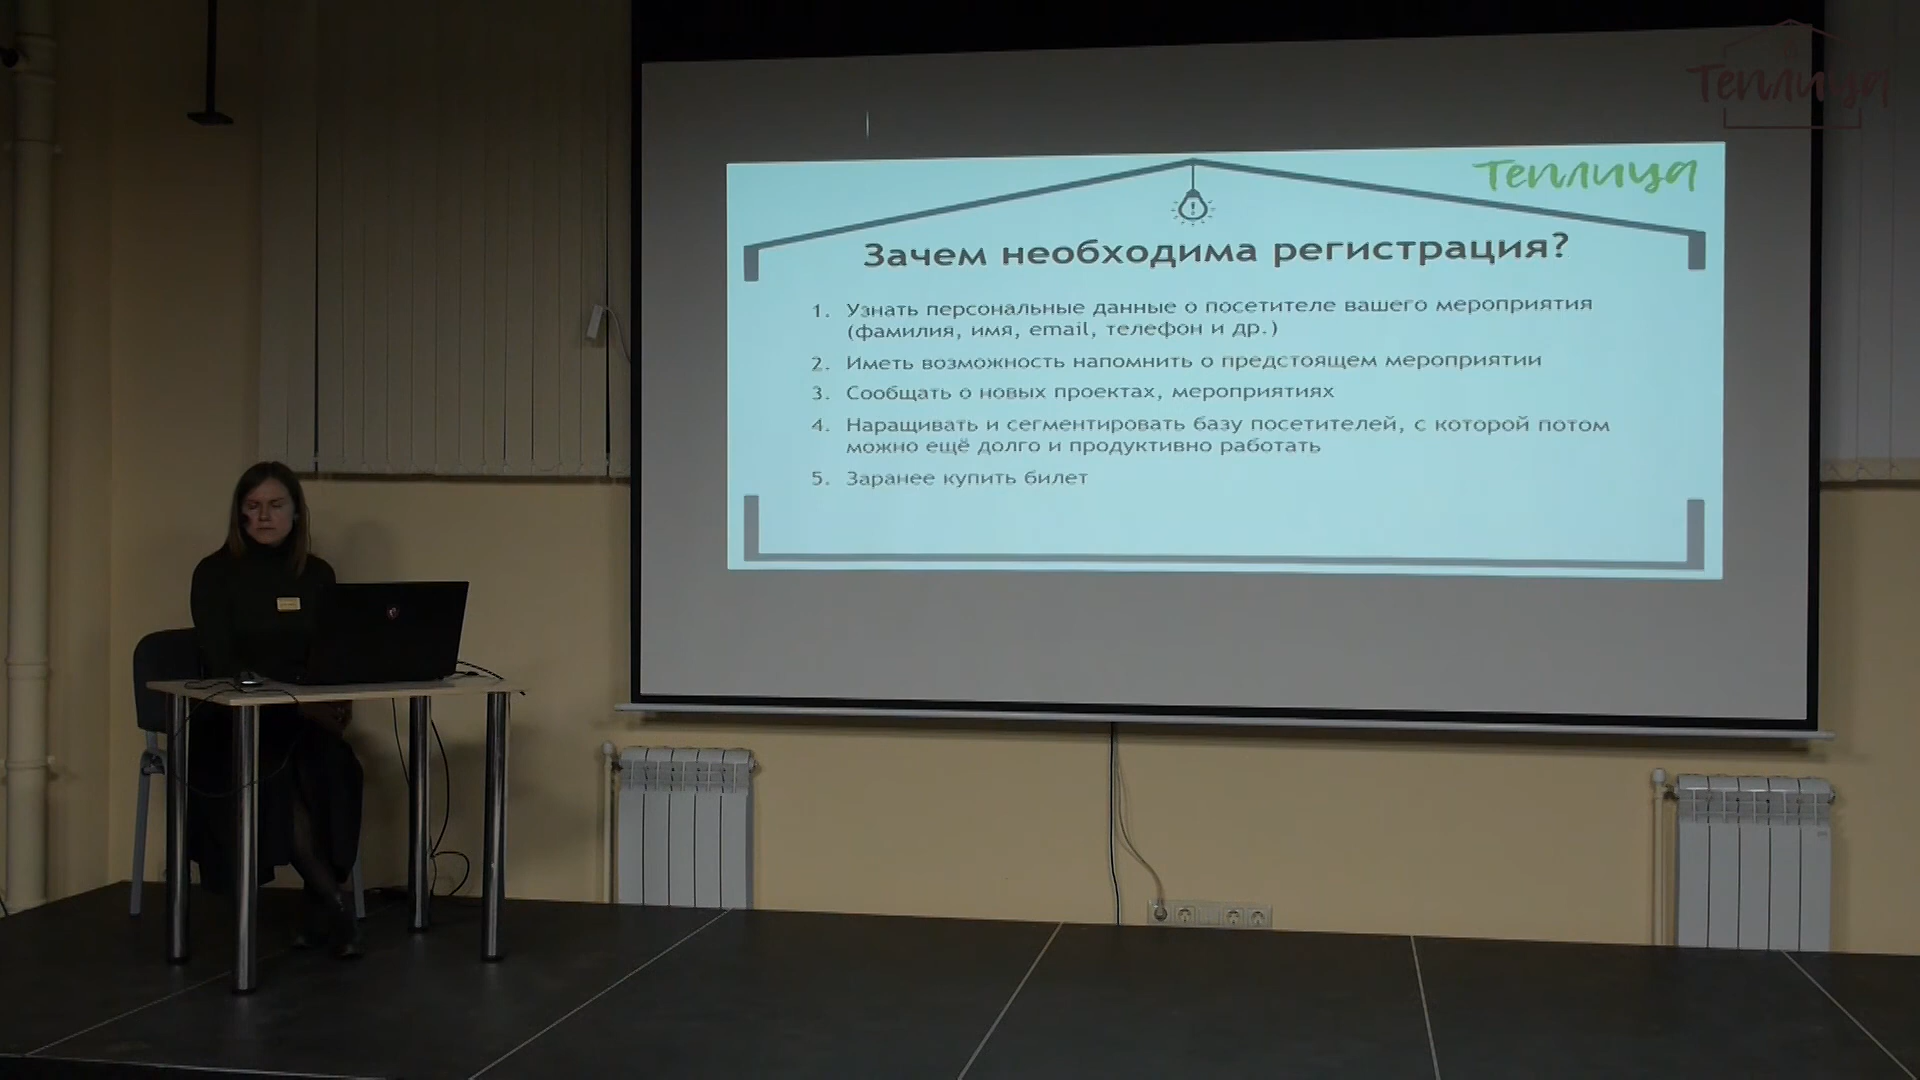 Теплица
теплица
Зачем необходима регистрация?
1. Узнать персональные данные о посетителе вашего мероприятия
(фамилия, имя, email, телефон и др.)
2. Иметь возможность напомнить о предстоящем мероприятии
3. Сообщать о новых проектах, мероприятиях
4. Наращивать и сегментировать базу посетителей, с которой потом
можно ещё долго и продуктивно работать
5. Заранее купить билет